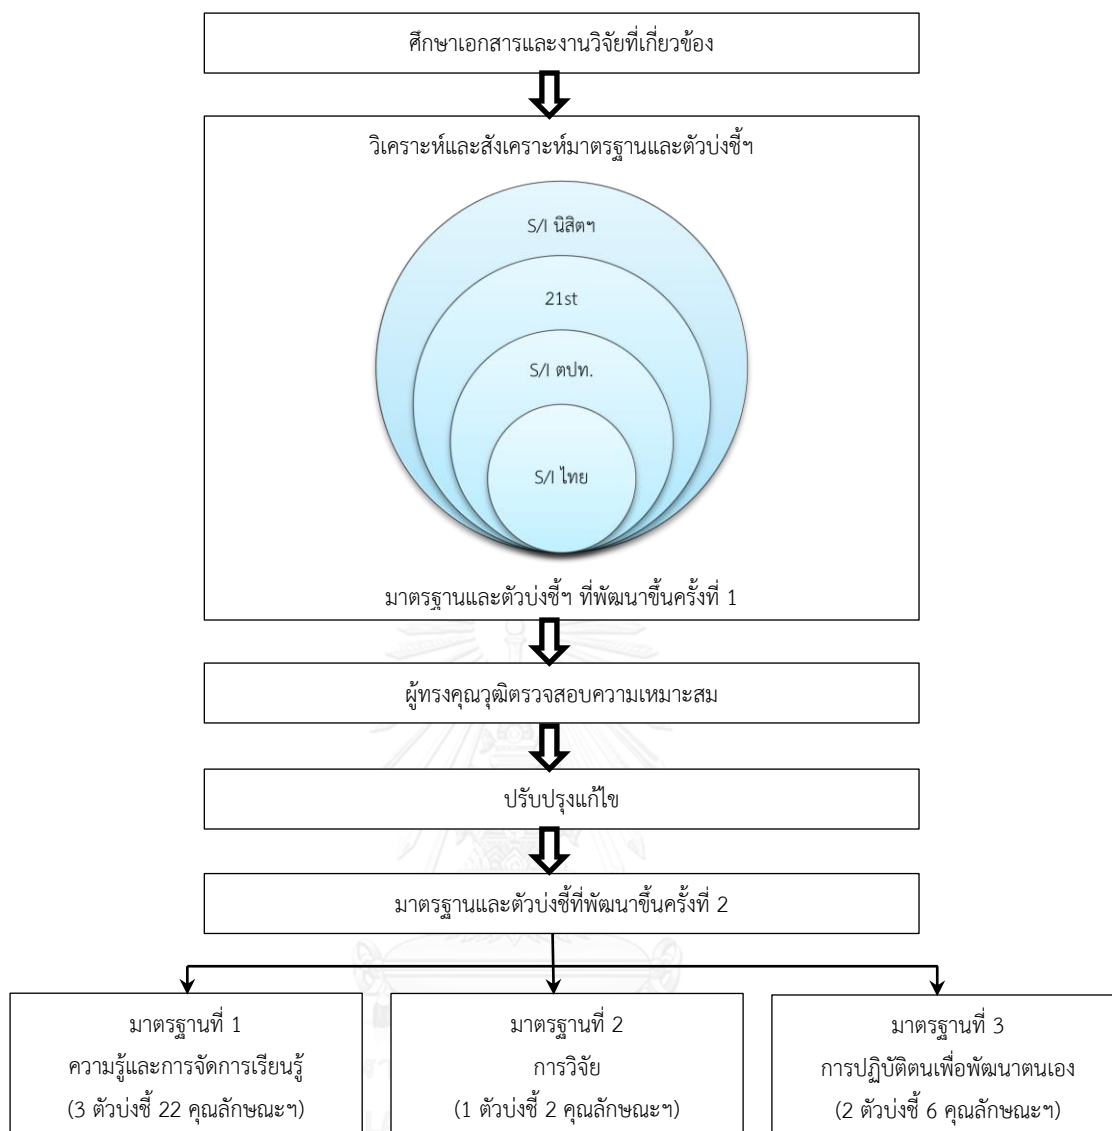 ศึกษาเอกสารและงานวิจัยที่เกี่ยวข้อง
วิเคราะห์และสังเคราะห์มาตรฐานและตัวบ่งชี้ฯ
S/I นิสิตฯ
21st
S/I ตปท.
S/I ไทย
มาตรฐานและตัวบ่งชี้ฯ ที่พัฒนาขึ้นครั้งที่ 1
ผู้ทรงคุณวุฒิตรวจสอบความเหมาะสม
ปรับปรุงแก้ไข
มาตรฐานและตัวบ่งชี้ที่พัฒนาขึ้นครั้งที่ 2
มาตรฐานที่ 1
ความรู้และการจัดการเรียนรู้
(3 ตัวบ่งชี้ 22 คุณลักษณะฯ)
มาตรฐานที่ 2
การวิจัย
(1 ตัวบ่งชี้ 2 คุณลักษณะฯ)
มาตรฐานที่ 3
การปฏิบัติตนเพื่อพัฒนาตนเอง
(2 ตัวบ่งชี้ 6 คุณลักษณะฯ)